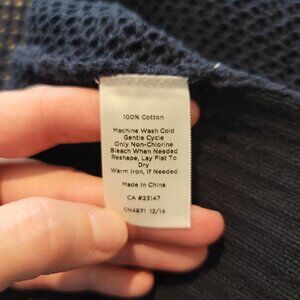 100% Cotton
Machine Wash Cold
Gentle Cycle
Only Non-Chlorine
Bleach When Needed
Reshape, Lay Flat To
Dry
Warm Iron, If Needed
Made In China
CA #23147
CN4971 12/14